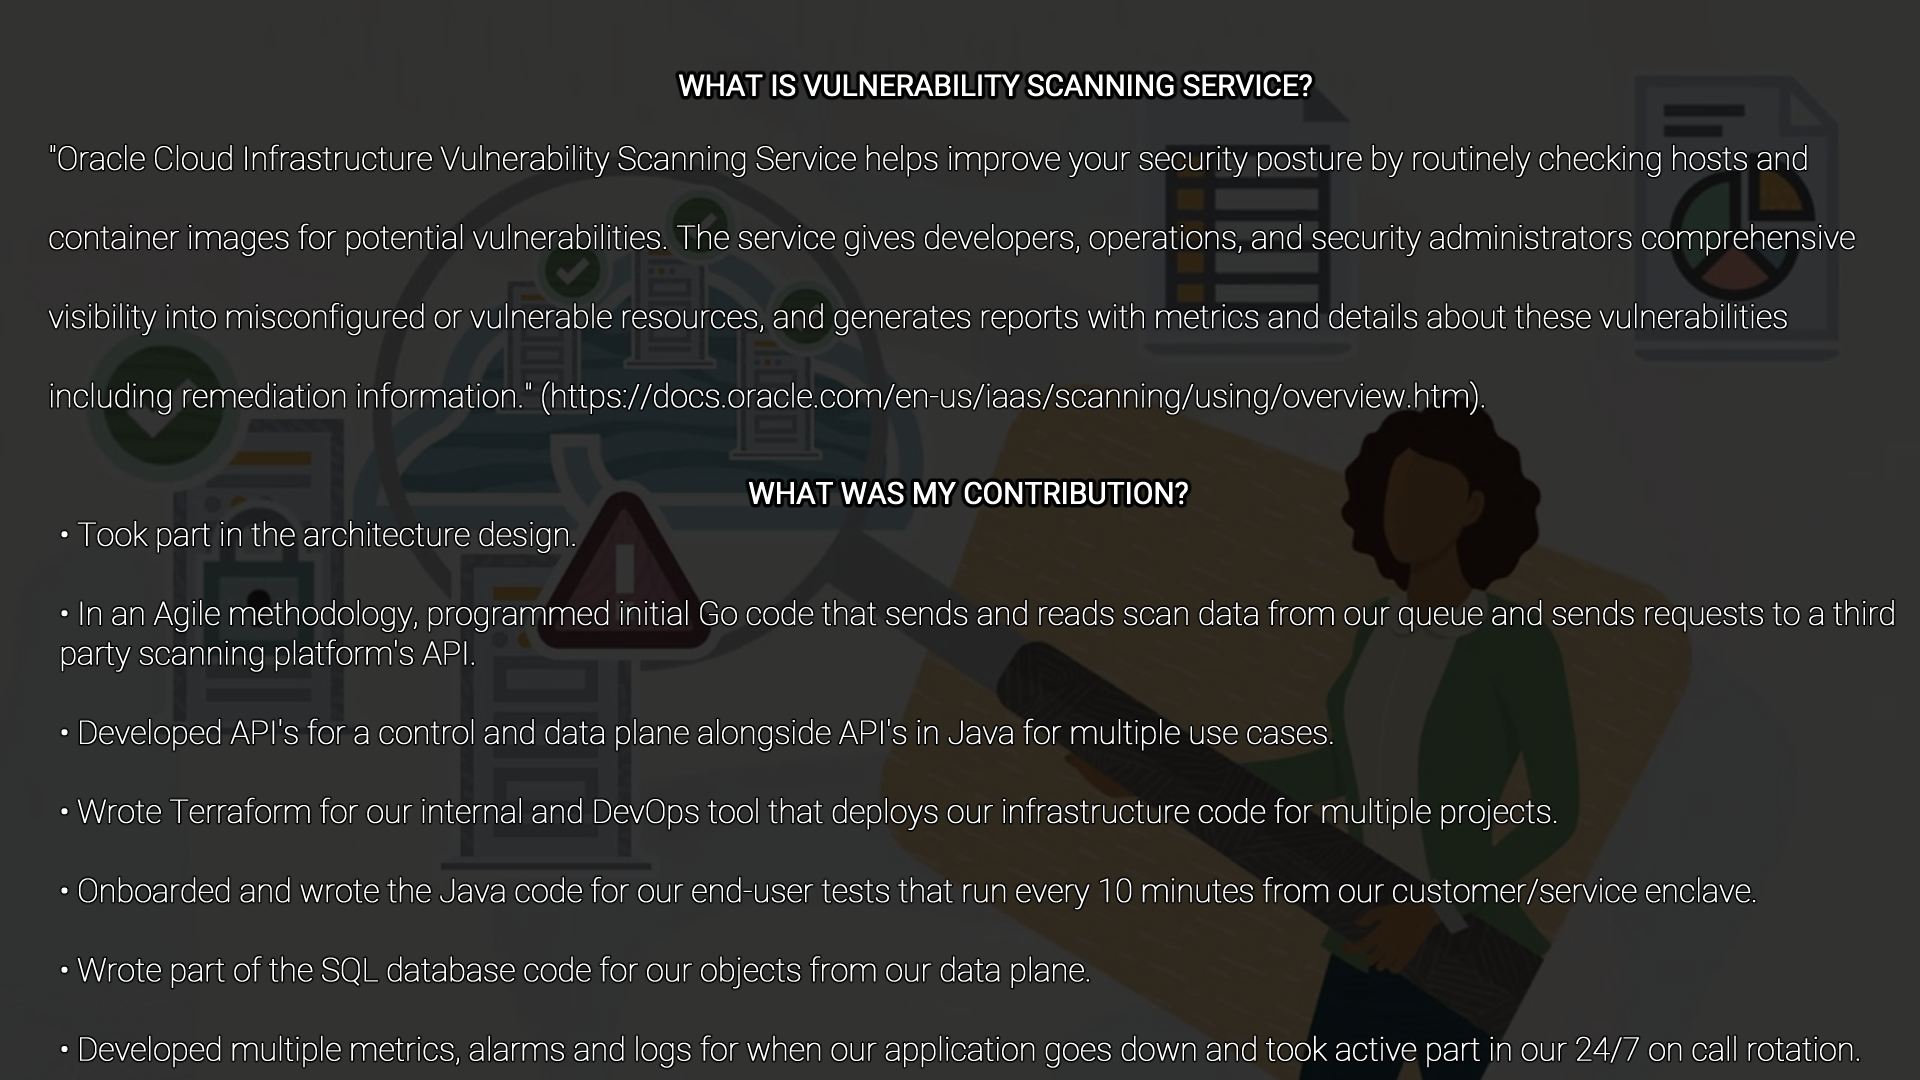 WHAT IS VULNERABILITY SCANNING SERVICE?
"Oracle Cloud Infrastructure Vulnerability Scanning Service helps improve your security posture by routinely checking hosts and
container images for potential vulnerabilities. The service gives developers, operations, and security administrators comprehensive
visibility into misconfigured or vulnerable resources, and generates reports with metrics and details about these vulnerabilities
including remediation information." (https://docs.oracle.com/en-us/iaas/scanning/using/overview.htm).
WHAT WAS MY CONTRIBUTION?
• Took part in the architecture design.
• In an Agile methodology, programmed initial Go code that sends and reads scan data from our queue and sends requests to a third
party scanning platform's API.
• Developed API's for a control and data plane alongside API's in Java for multiple use cases.
• Wrote Terraform for our internal and DevOps tool that deploys our infrastructure code for multiple projects.
• Onboarded and wrote the Java code for our end-user tests that run every 10 minutes from our customer/service enclave.
• Wrote part of the SQL database code for our objects from our data plane.
• Developed multiple metrics, alarms and logs for when our application goes down and took active part in our 24/7 on call rotation.